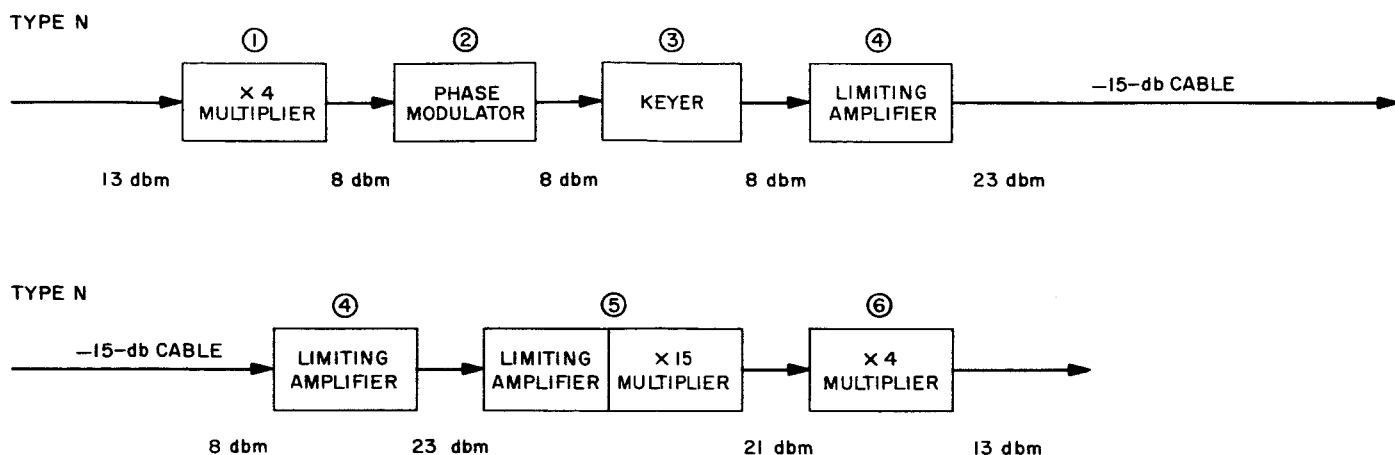 TYPE N
① ② ③ ④
× 4 MULTIPLIER
PHASE MODULATOR
KEYER
LIMITING AMPLIFIER
–15-db CABLE
13 dbm 8 dbm 8 dbm 8 dbm 23 dbm
TYPE N
④ ⑤ ⑥
–15-db CABLE
LIMITING AMPLIFIER
LIMITING AMPLIFIER
× 15 MULTIPLIER
× 4 MULTIPLIER
8 dbm 23 dbm 21 dbm 13 dbm